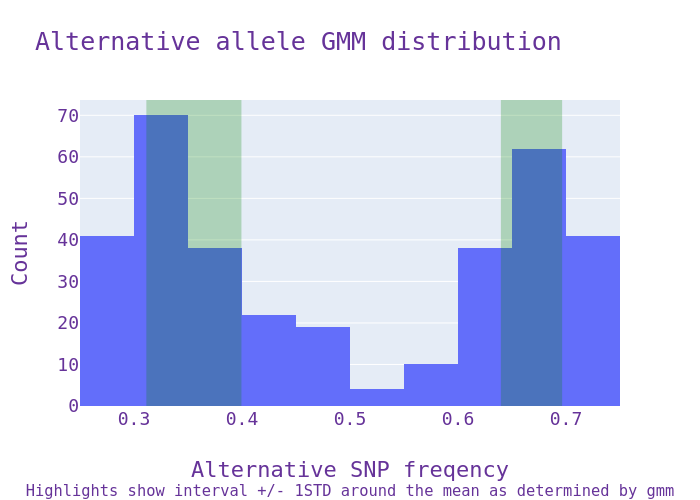 Alternative allele GMM distribution
70
60
50
40
30
20
10
0
Count
0.3 0.4 0.5 0.6 0.7
Alternative SNP freqency
Highlights show interval +/- 1STD around the mean as determined by gmm